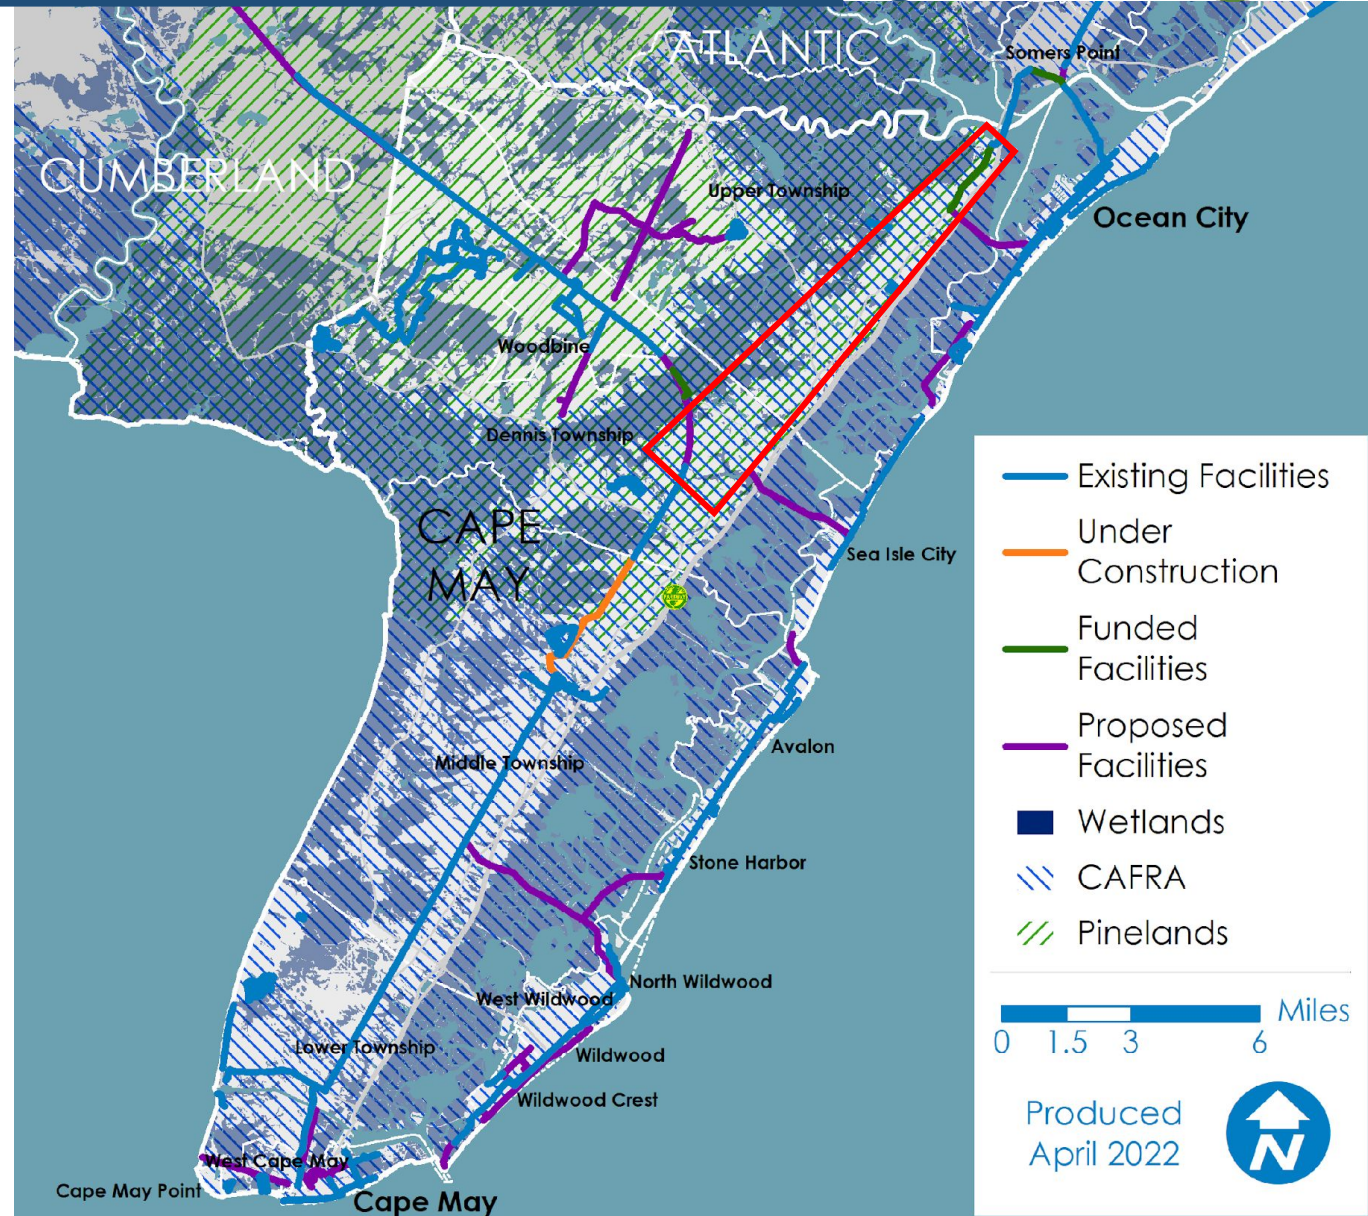 ATLANTIC
Somers Point
CUMBERLAND
Upper Township
Ocean City
Woodbine
Dennis Township
CAPE
MAY
Sea Isle City
Middle Township
Avalon
Stone Harbor
North Wildwood
West Wildwood
Lower Township
Wildwood
Wildwood Crest
West Cape May
Cape May Point
Cape May
Existing Facilities
Under
Construction
Funded
Facilities
Proposed
Facilities
Wetlands
CAFRA
Pinelands
Miles
0 1.5 3 6
Produced
April 2022
N